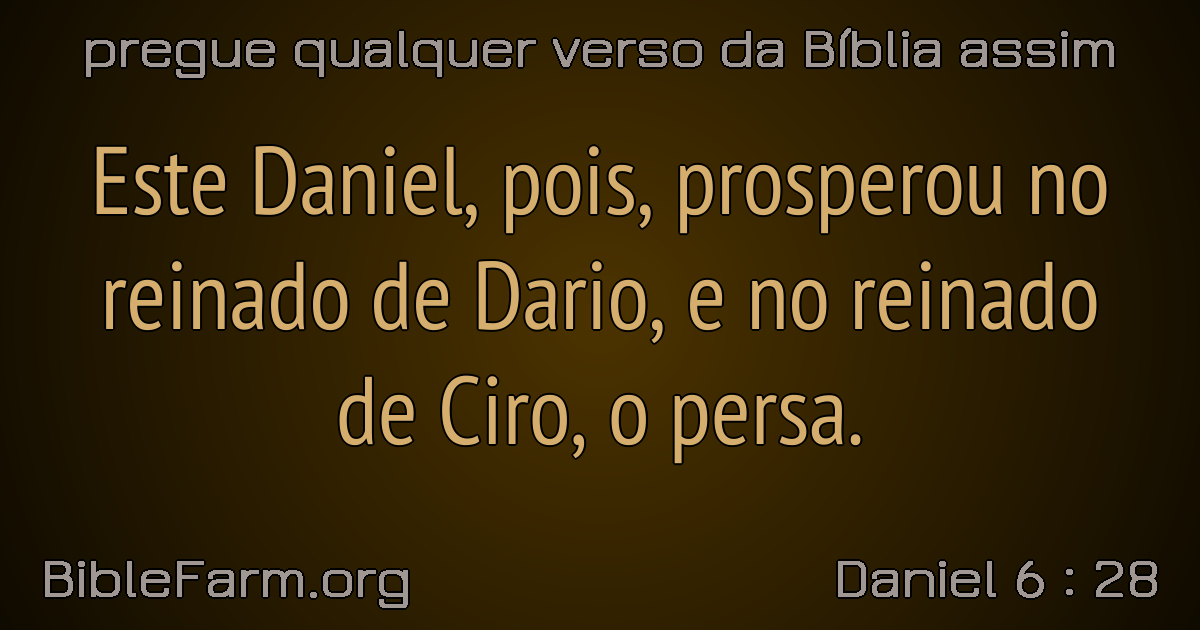 pregue qualquer verso da Bíblia assim
Este Daniel, pois, prosperou no
reinado de Dario, e no reinado
de Ciro, o persa.
BibleFarm.org
Daniel 6 : 28